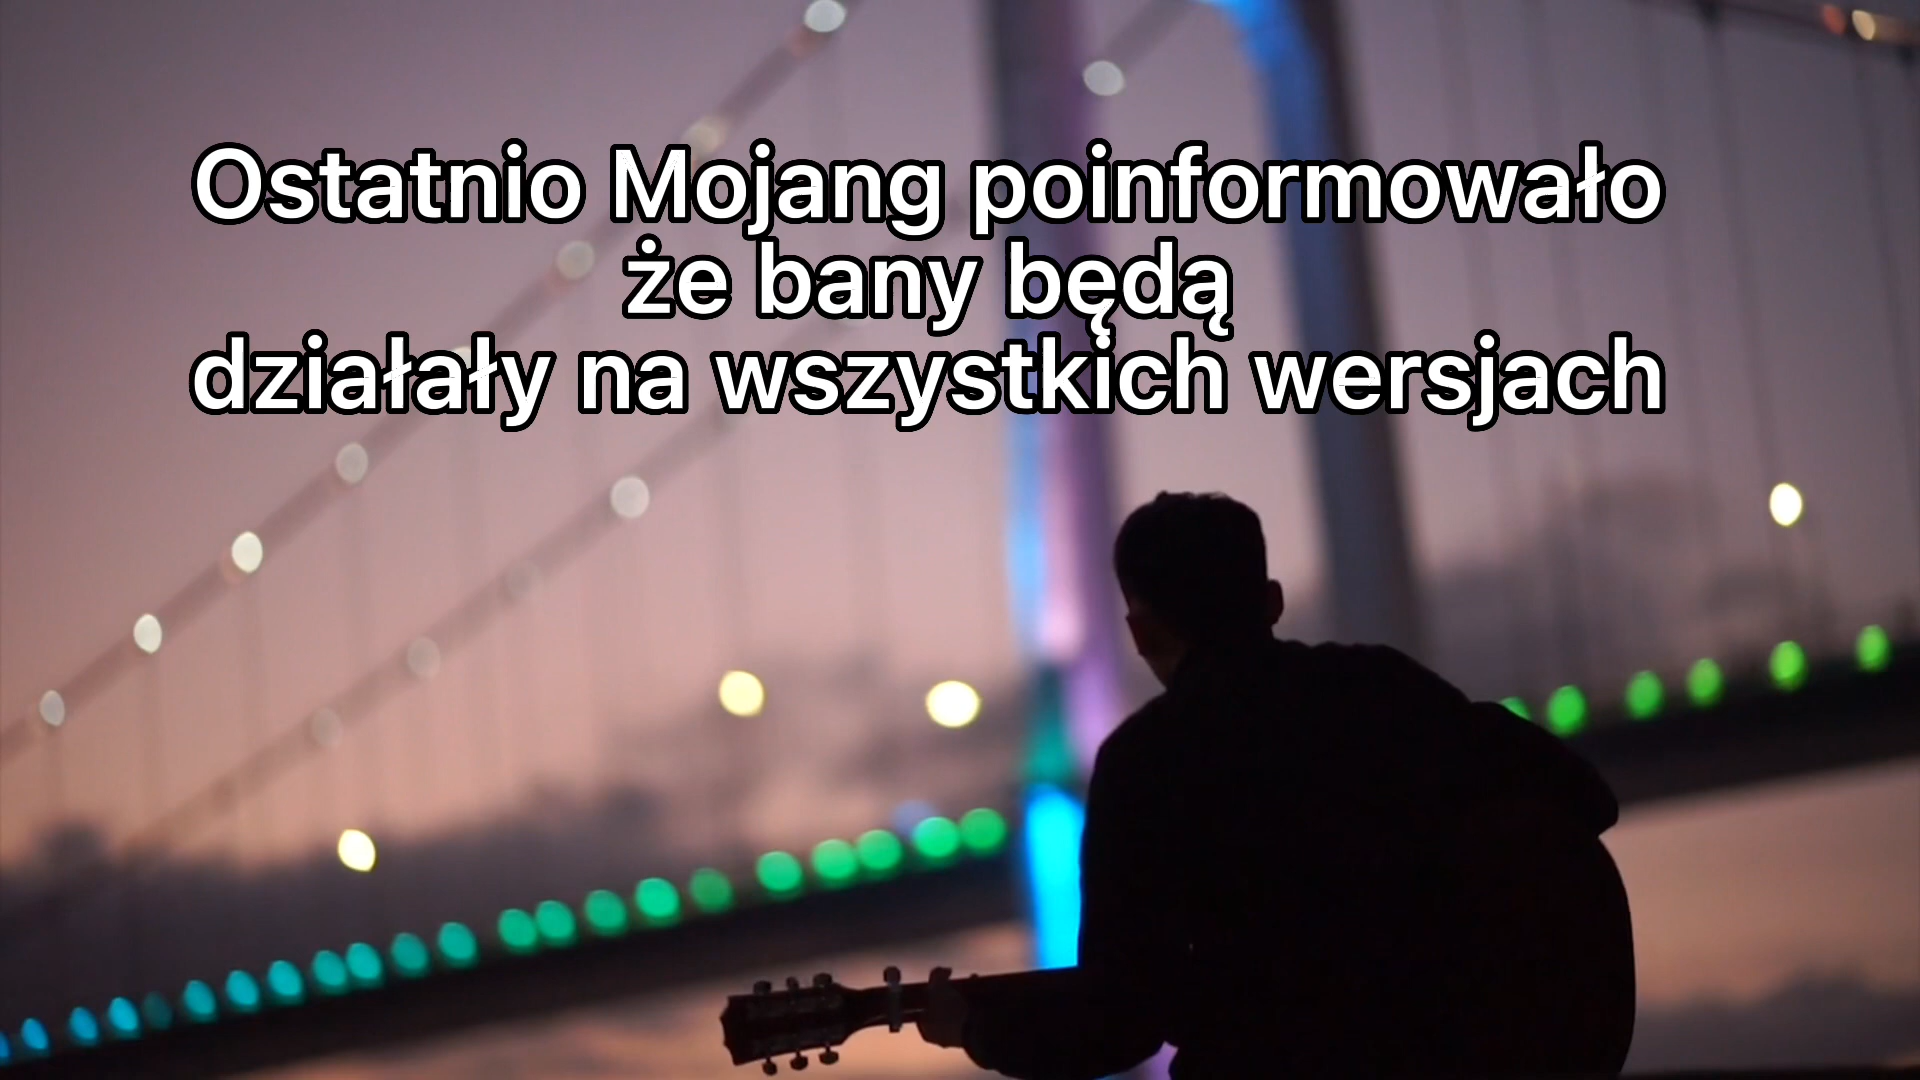 Ostatnio Mojang poinformowało
że bany będą
działały na wszystkich wersjach